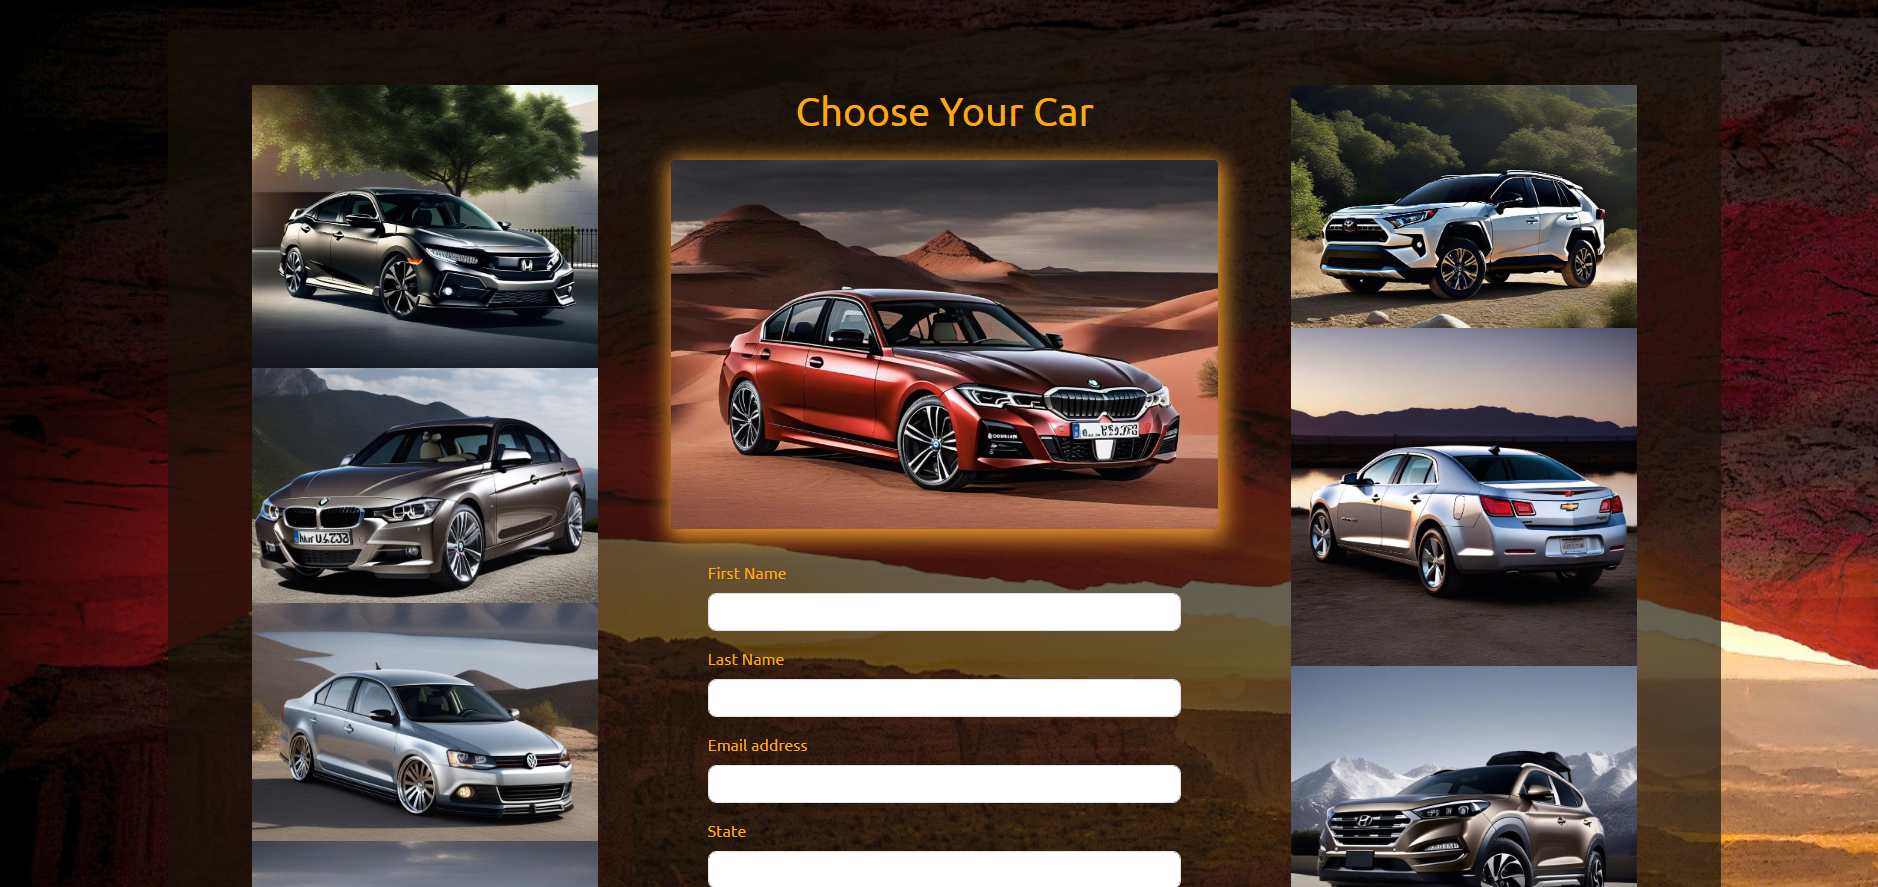 Choose Your Car
First Name
Last Name
Email address
State